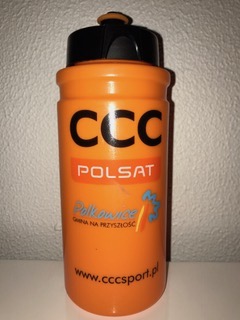 CCC
POLSAT
Polkowice
GMINA NA PRZYSZŁOŚĆ
www.cccsport.pl